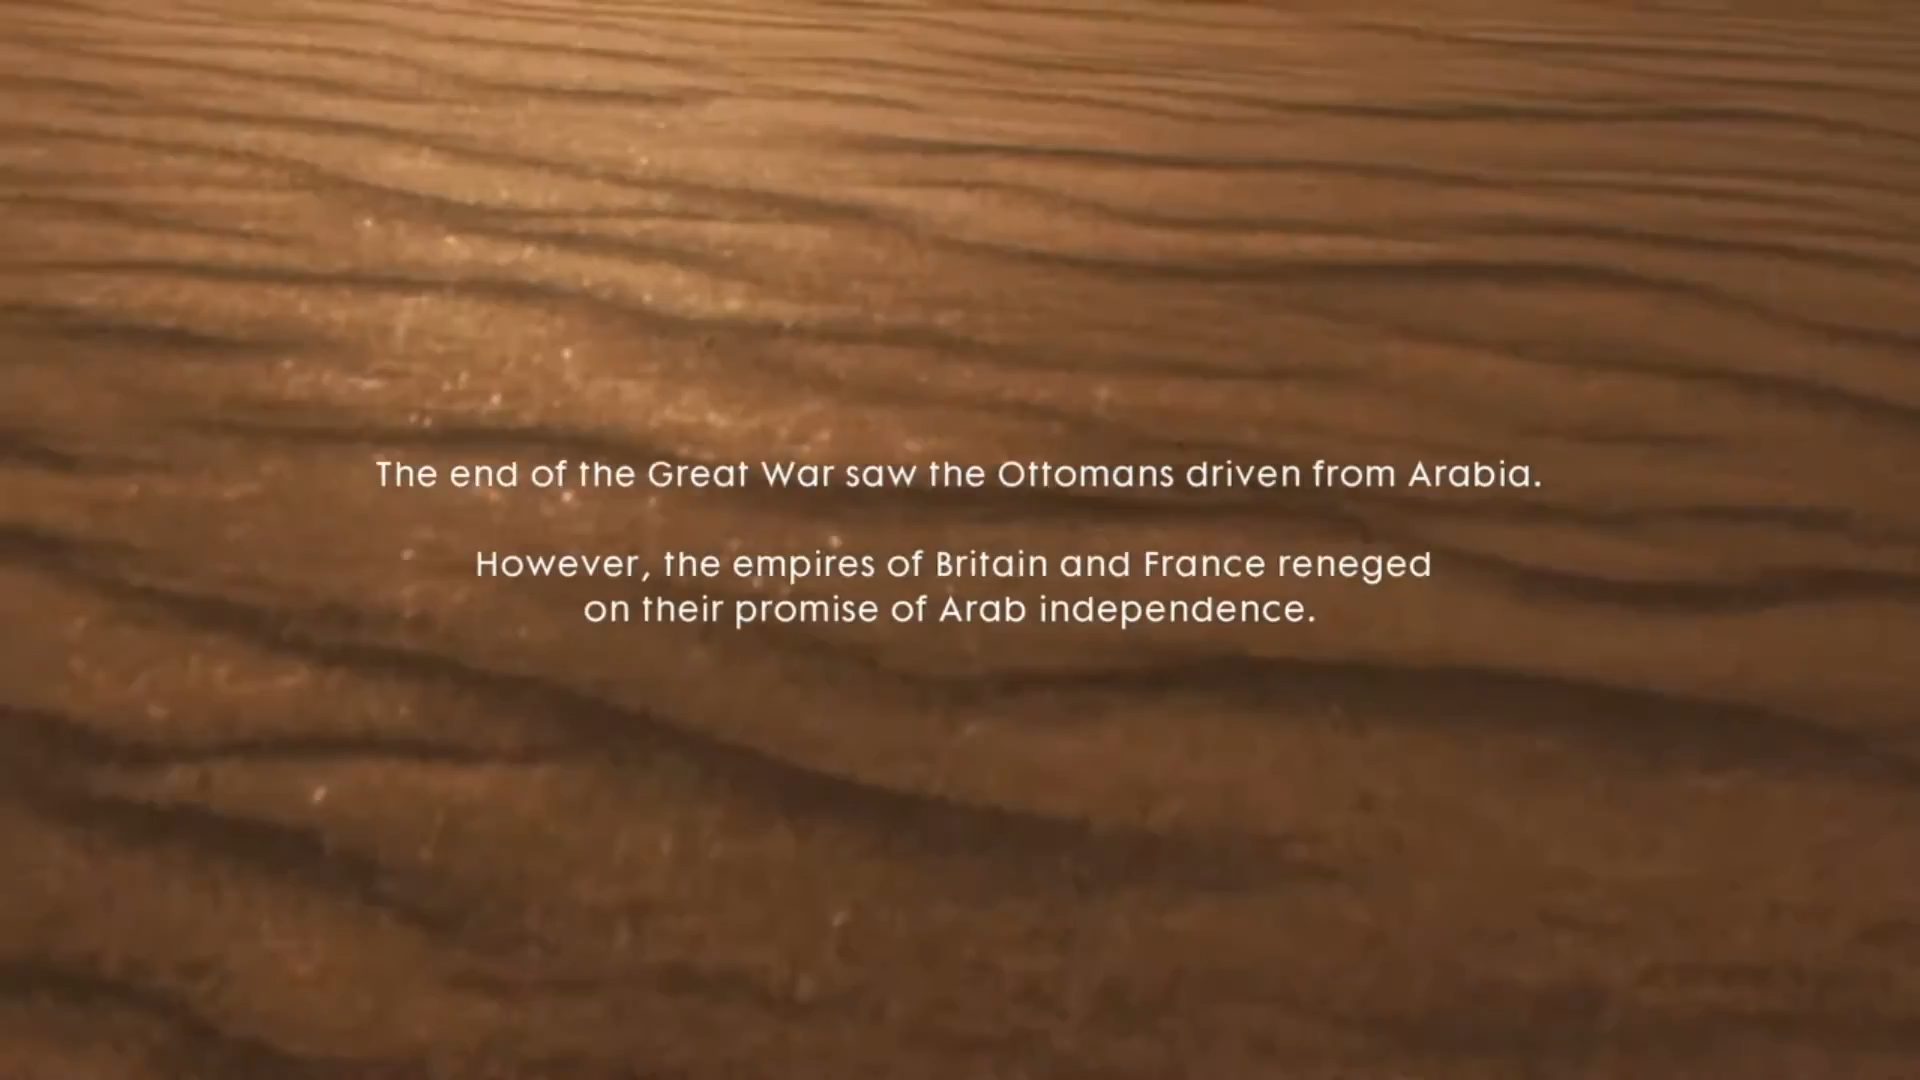 The end of the Great War saw the Ottomans driven from Arabia.
However, the empires of Britain and France reneged
on their promise of Arab independence.